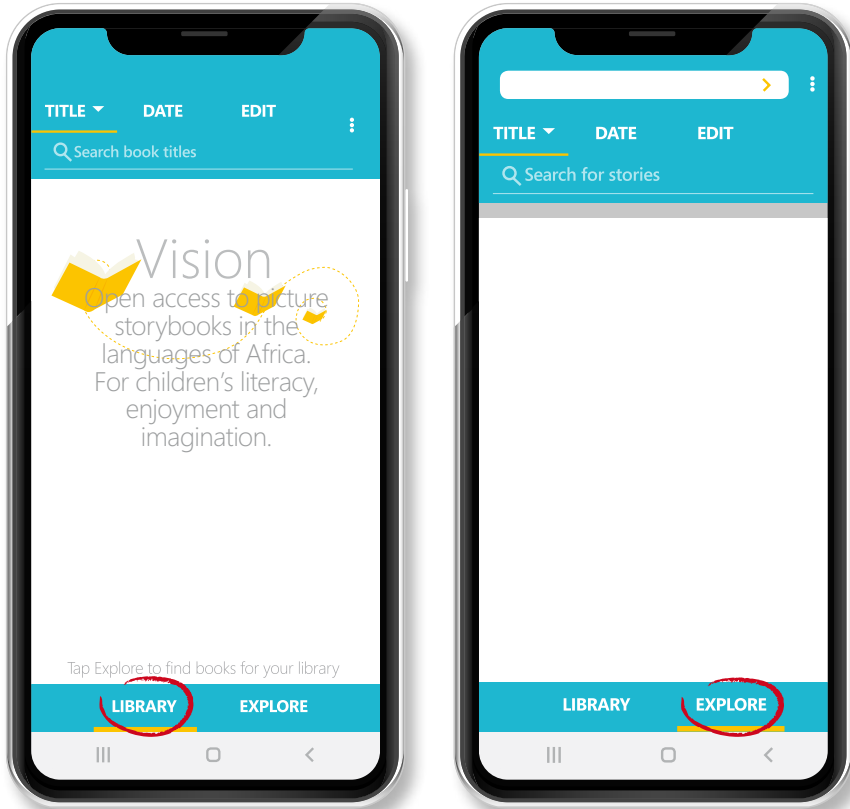 TITLE DATE EDIT
Search book titles
Vision
Open access to picture
storybooks in the
languages of Africa.
For children's literacy,
enjoyment and
imagination.
Tap Explore to find books for your library
LIBRARY EXPLORE
TITLE DATE EDIT
Search for stories
LIBRARY EXPLORE